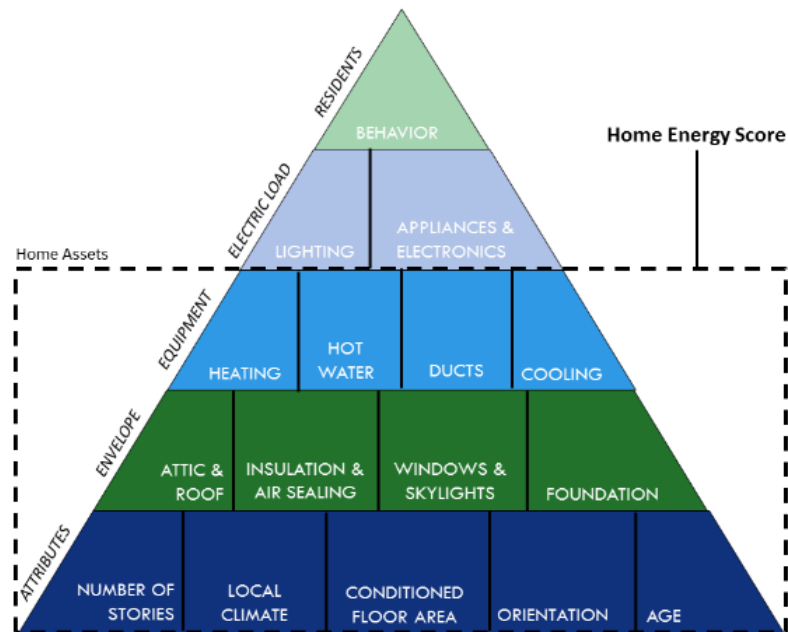 RESIDENTS
BEHAVIOR
Home Energy Score
ELECTRIC LOAD
LIGHTING
APPLIANCES &
ELECTRONICS
Home Assets
EQUIPMENT
HEATING
HOT
WATER
DUCTS
COOLING
ENVELOPE
ATTIC &
ROOF
INSULATION &
AIR SEALING
WINDOWS &
SKYLIGHTS
FOUNDATION
ATTRIBUTES
NUMBER OF
STORIES
LOCAL
CLIMATE
CONDITIONED
FLOOR AREA
ORIENTATION
AGE